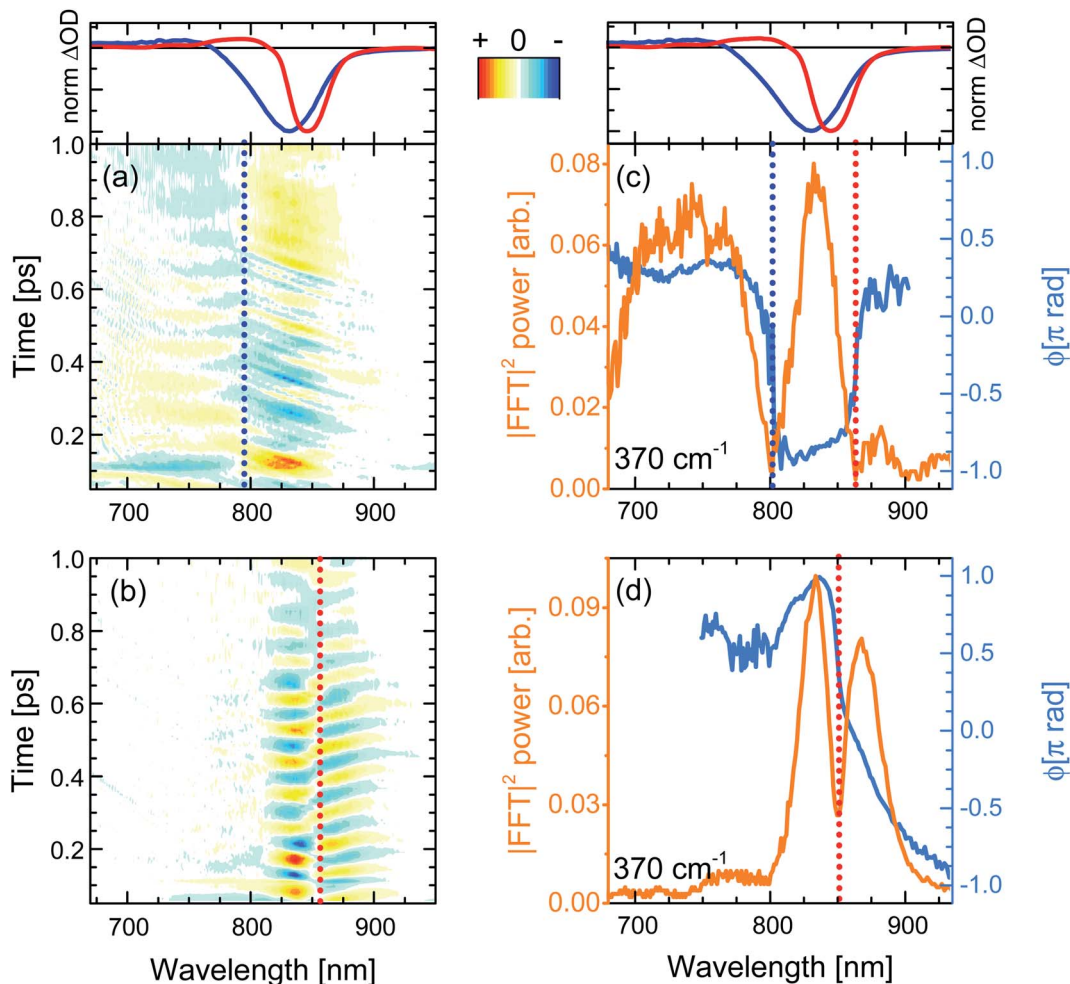 norm ΔOD
+ 0 -
norm ΔOD
(a)
1.0
0.8
0.6
0.4
0.2
Time [ps]
700 800 900
(c)
0.08
0.06
0.04
0.02
0.00
|FFT|² power [arb.]
370 cm⁻¹
1.0
0.5
0.0
-0.5
-1.0
ϕ[π rad]
700 800 900
(b)
1.0
0.8
0.6
0.4
0.2
Time [ps]
700 800 900
Wavelength [nm]
(d)
0.09
0.06
0.03
0.00
|FFT|² power [arb.]
370 cm⁻¹
1.0
0.5
0.0
-0.5
-1.0
ϕ[π rad]
700 800 900
Wavelength [nm]